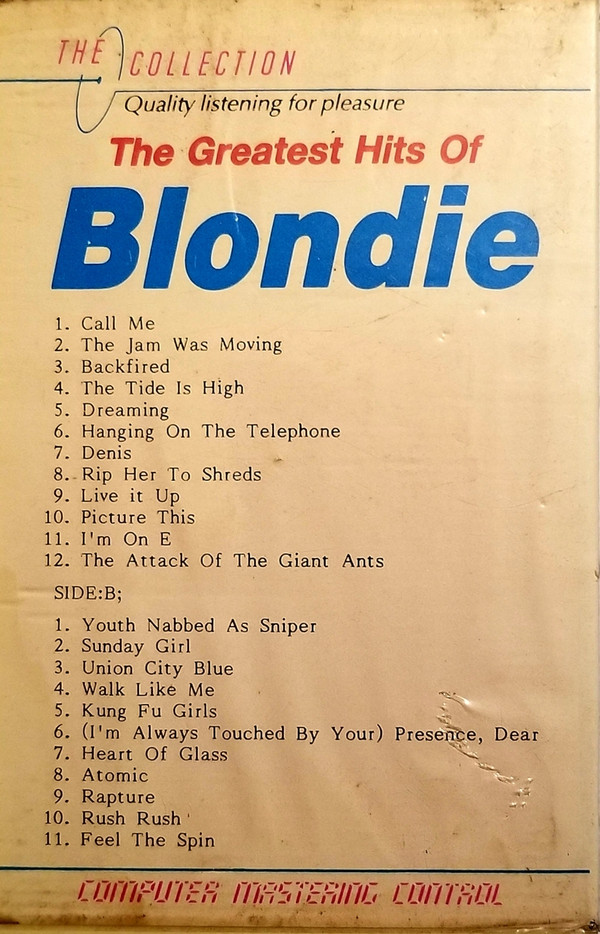 THE COLLECTION
Quality listening for pleasure
The Greatest Hits Of
Blondie
1. Call Me
2. The Jam Was Moving
3. Backfired
4. The Tide Is High
5. Dreaming
6. Hanging On The Telephone
7. Denis
8. Rip Her To Shreds
9. Live it Up
10. Picture This
11. I'm On E
12. The Attack Of The Giant Ants
SIDE:B;
1. Youth Nabbed As Sniper
2. Sunday Girl
3. Union City Blue
4. Walk Like Me
5. Kung Fu Girls
6. (I'm Always Touched By Your) Presence, Dear
7. Heart Of Glass
8. Atomic
9. Rapture
10. Rush Rush
11. Feel The Spin
COMPUTER MASTERING CONTROL